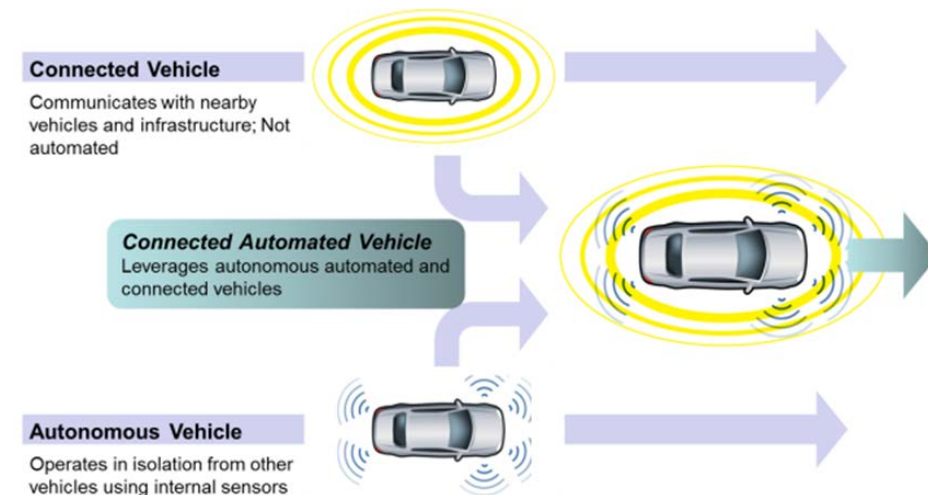 Connected Vehicle
Communicates with nearby
vehicles and infrastructure; Not
automated
Connected Automated Vehicle
Leverages autonomous automated and
connected vehicles
Autonomous Vehicle
Operates in isolation from other
vehicles using internal sensors